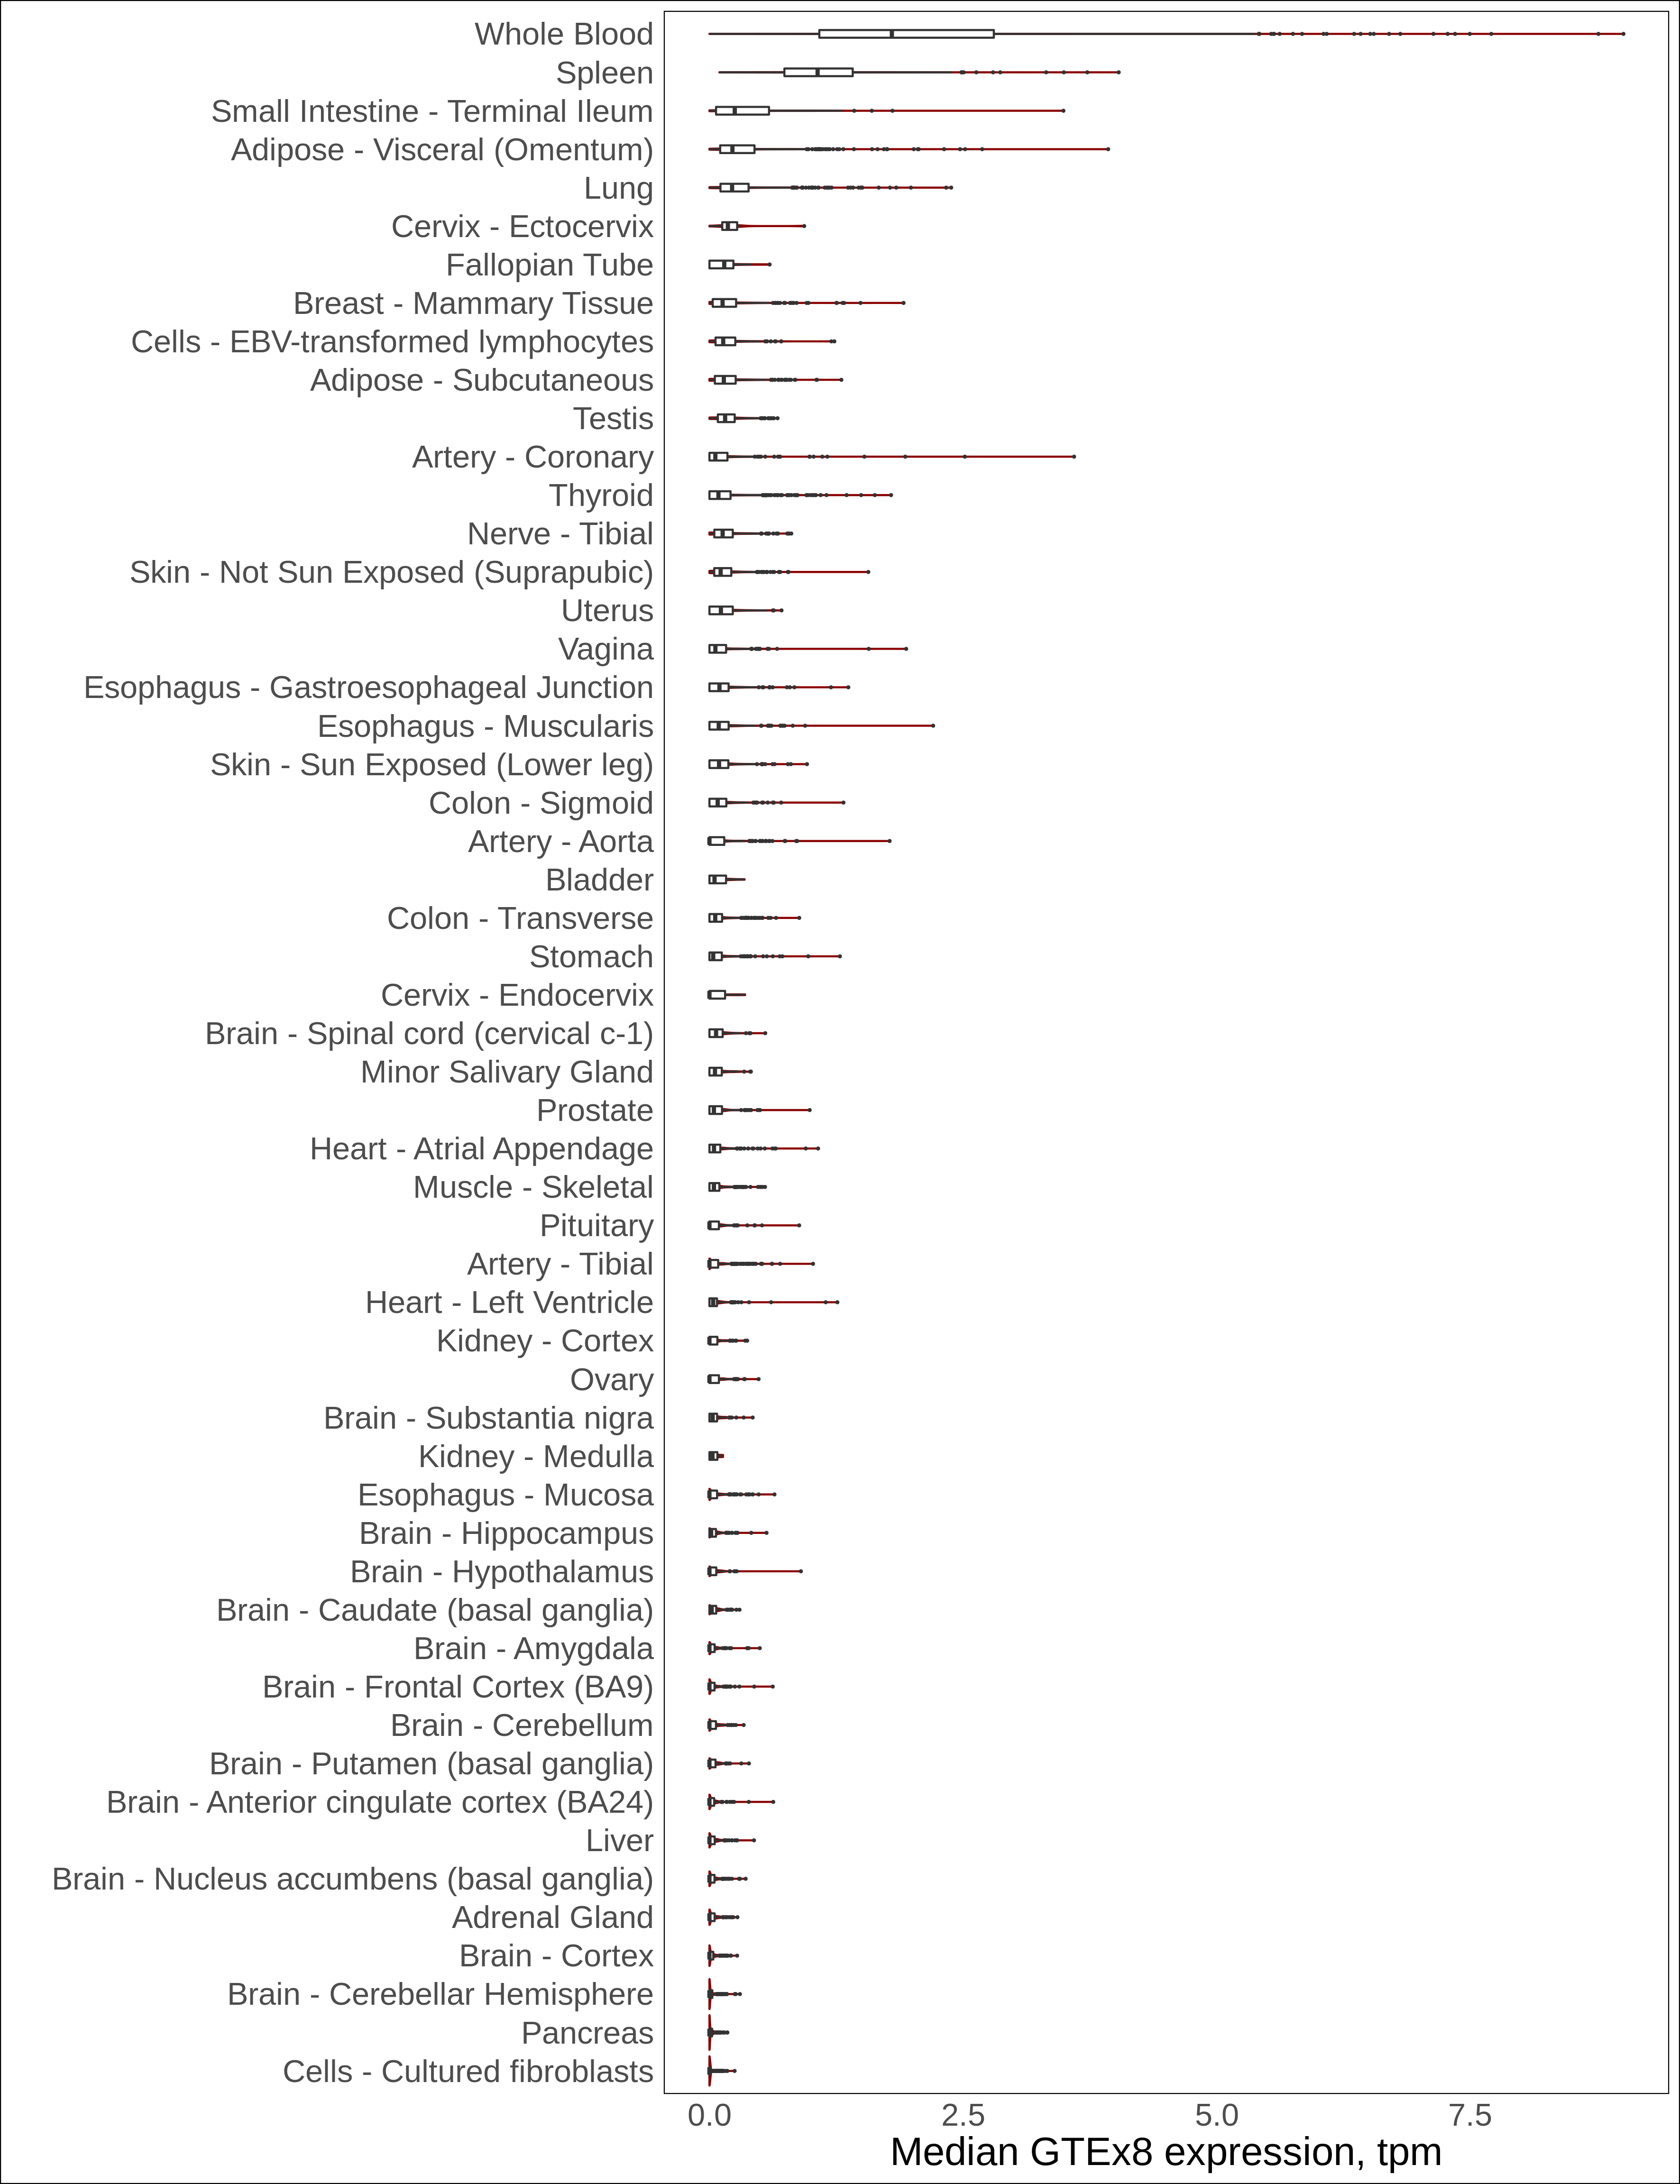 Whole Blood
Spleen
Small Intestine - Terminal Ileum
Adipose - Visceral (Omentum)
Lung
Cervix - Ectocervix
Fallopian Tube
Breast - Mammary Tissue
Cells - EBV-transformed lymphocytes
Adipose - Subcutaneous
Testis
Artery - Coronary
Thyroid
Nerve - Tibial
Skin - Not Sun Exposed (Suprapubic)
Uterus
Vagina
Esophagus - Gastroesophageal Junction
Esophagus - Muscularis
Skin - Sun Exposed (Lower leg)
Colon - Sigmoid
Artery - Aorta
Bladder
Colon - Transverse
Stomach
Cervix - Endocervix
Brain - Spinal cord (cervical c-1)
Minor Salivary Gland
Prostate
Heart - Atrial Appendage
Muscle - Skeletal
Pituitary
Artery - Tibial
Heart - Left Ventricle
Kidney - Cortex
Ovary
Brain - Substantia nigra
Kidney - Medulla
Esophagus - Mucosa
Brain - Hippocampus
Brain - Hypothalamus
Brain - Caudate (basal ganglia)
Brain - Amygdala
Brain - Frontal Cortex (BA9)
Brain - Cerebellum
Brain - Putamen (basal ganglia)
Brain - Anterior cingulate cortex (BA24)
Liver
Brain - Nucleus accumbens (basal ganglia)
Adrenal Gland
Brain - Cortex
Brain - Cerebellar Hemisphere
Pancreas
Cells - Cultured fibroblasts
0.0 2.5 5.0 7.5
Median GTEx8 expression, tpm